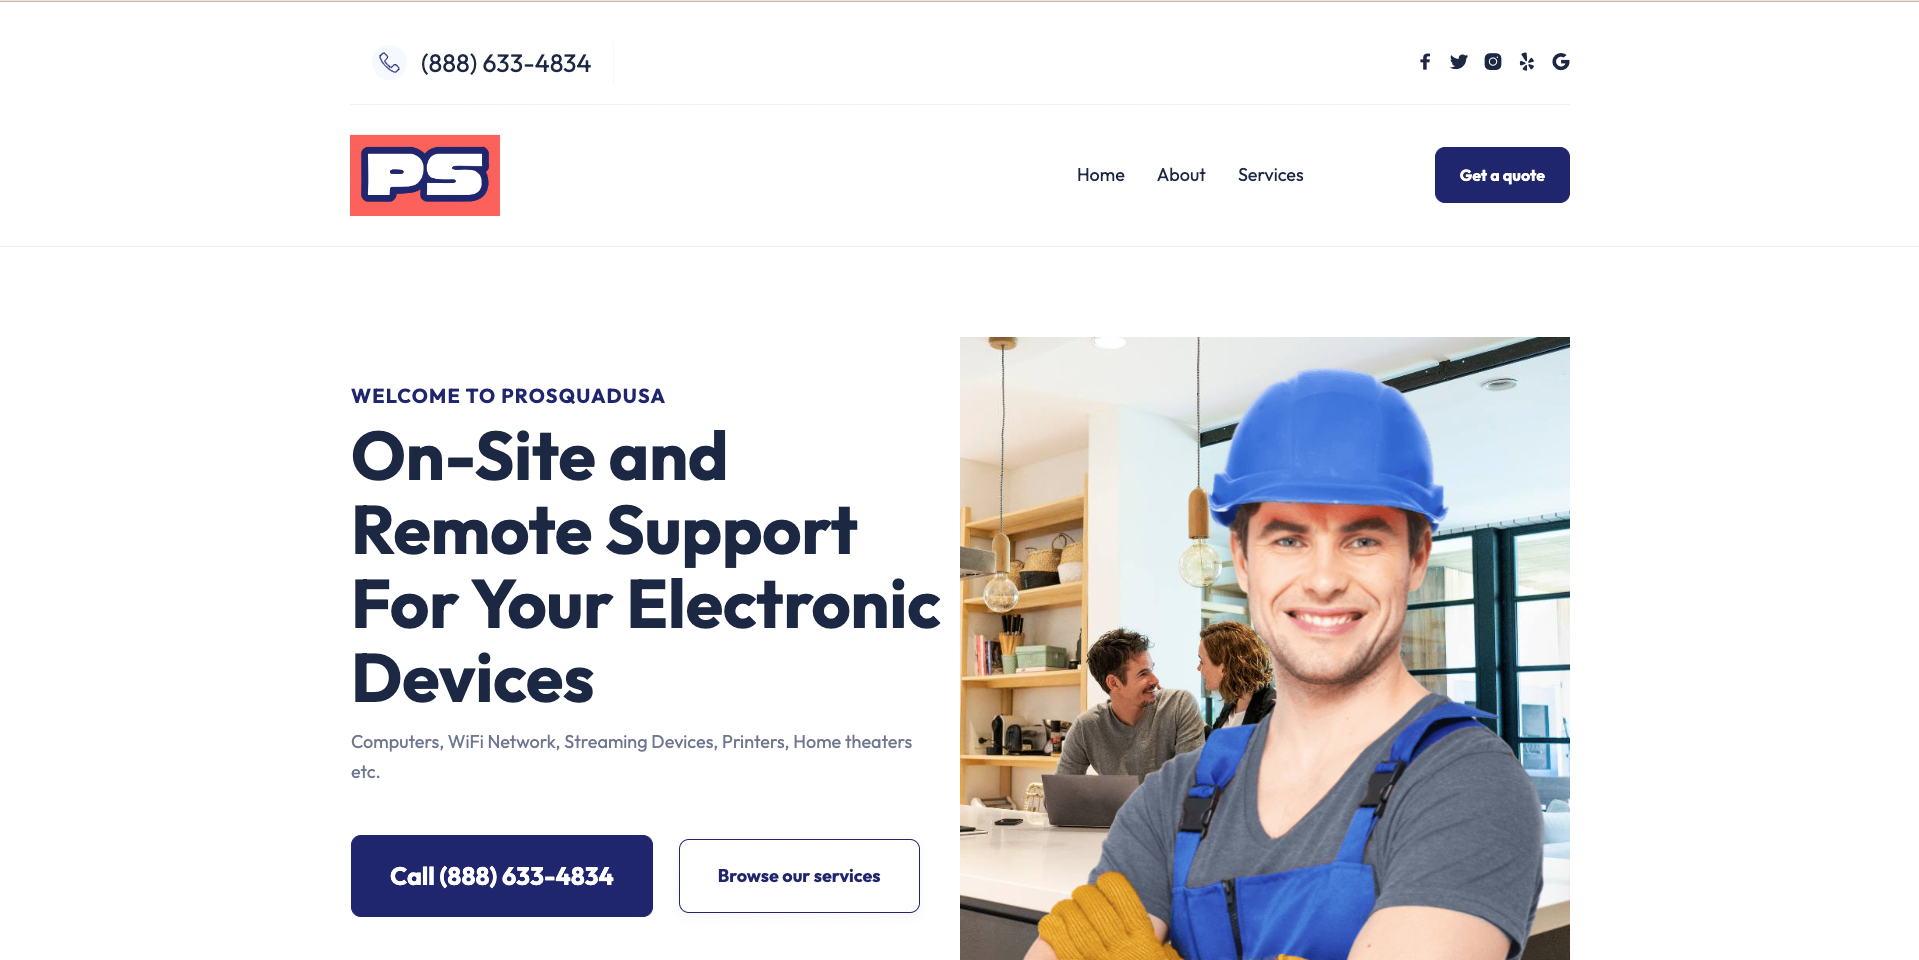 (888) 633-4834
PS
Home
About
Services
Get a quote
WELCOME TO PROSQUADUSA
On-Site and
Remote Support
For Your Electronic
Devices
Computers, WiFi Network, Streaming Devices, Printers, Home theaters
etc.
Call (888) 633-4834
Browse our services